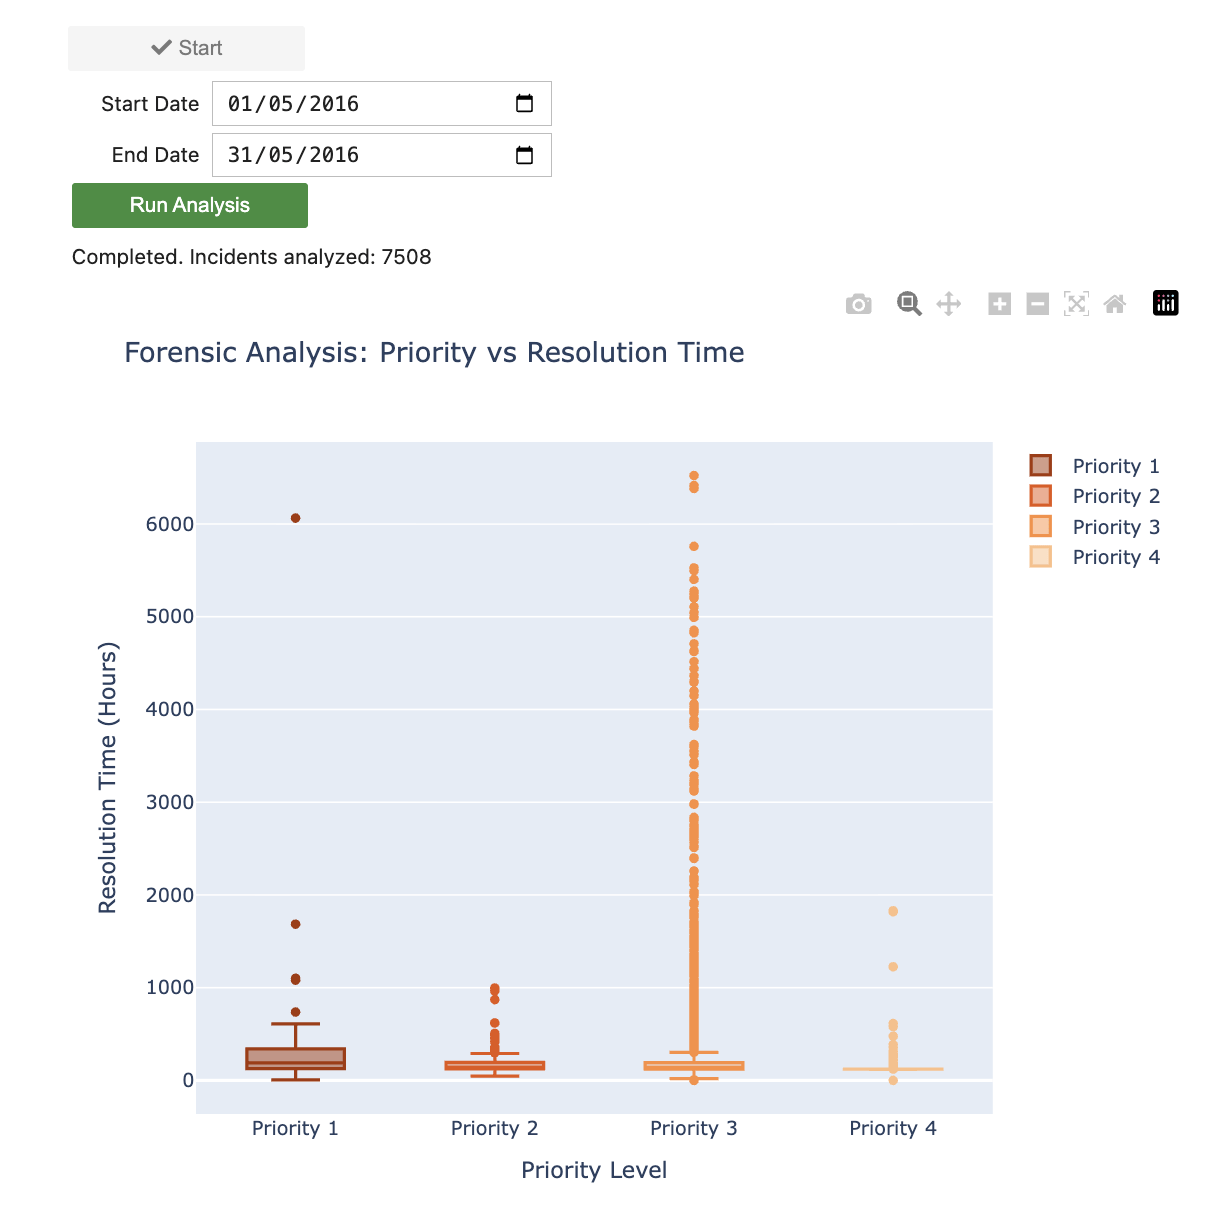 Start
Start Date 01/05/2016
End Date 31/05/2016
Run Analysis
Completed. Incidents analyzed: 7508
Forensic Analysis: Priority vs Resolution Time
Priority 1
Priority 2
Priority 3
Priority 4
6000
5000
4000
3000
2000
1000
0
Resolution Time (Hours)
Priority 1 Priority 2 Priority 3 Priority 4
Priority Level